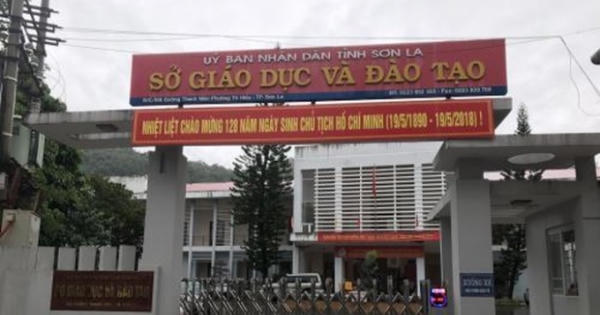 ỦY BAN NHÂN DÂN TỈNH SƠN LA
SỞ GIÁO DỤC VÀ ĐÀO TẠO
NHIỆT LIỆT CHÀO MỪNG 128 NĂM NGÀY SINH CHỦ TỊCH HỒ CHÍ MINH (19/5/1890 - 19/5/2018) !
SỞ GIÁO DỤC VÀ ĐÀO TẠO
XUỐNG XE